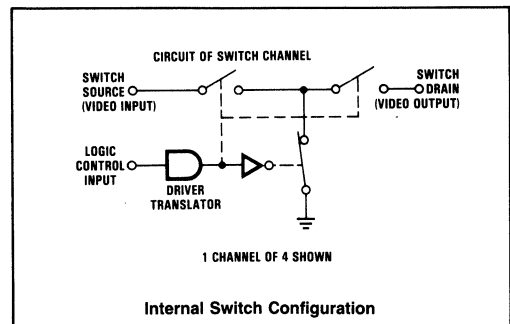 CIRCUIT OF SWITCH CHANNEL
SWITCH
SOURCE
(VIDEO INPUT)
SWITCH
DRAIN
(VIDEO OUTPUT)
LOGIC
CONTROL
INPUT
DRIVER
TRANSLATOR
1 CHANNEL OF 4 SHOWN
Internal Switch Configuration